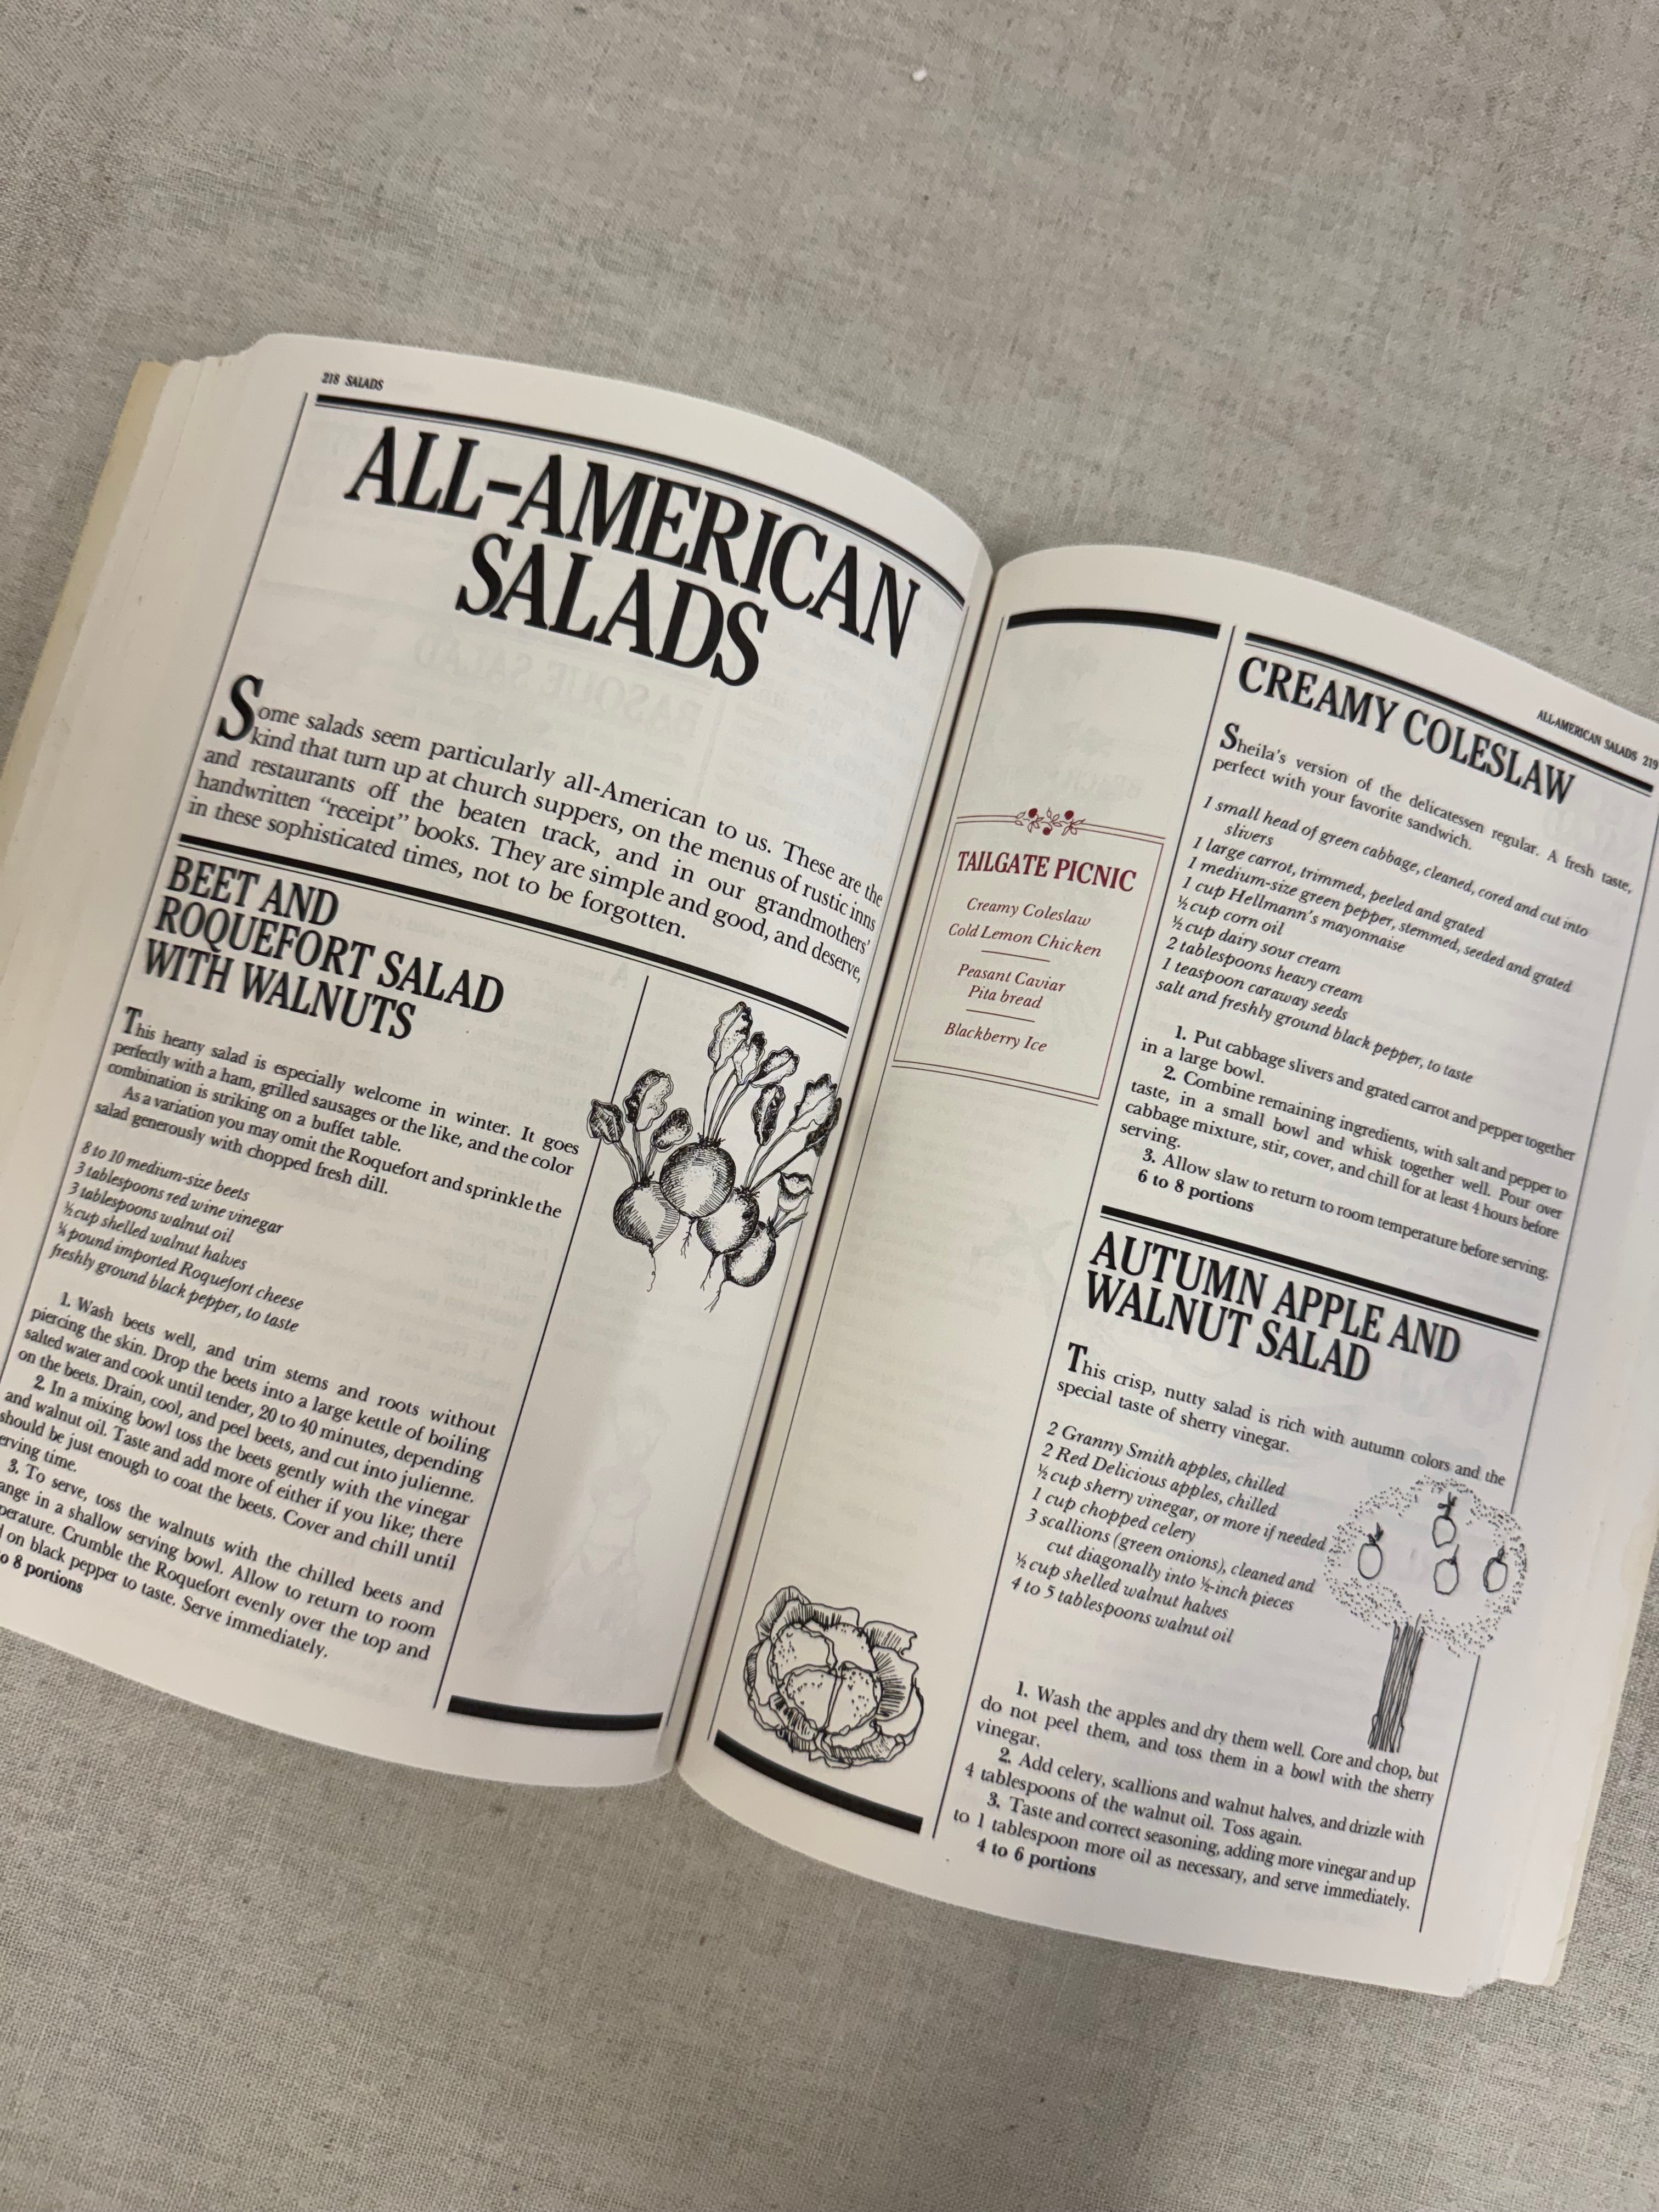 218 SALADS
ALL-AMERICAN
SALADS
Some salads seem particularly all-American to us. These are the
kind that turn up at church suppers, on the menus of rustic inns
and restaurants off the beaten track, and in our grandmothers'
handwritten “receipt” books. They are simple and good, and deserve,
in these sophisticated times, not to be forgotten.
BEET AND
ROQUEFORT SALAD
WITH WALNUTS
This hearty salad is especially welcome in winter. It goes
perfectly with a ham, grilled sausages or the like, and the color
combination is striking on a buffet table.
As a variation you may omit the Roquefort and sprinkle the
salad generously with chopped fresh dill.
8 to 10 medium-size beets
3 tablespoons red wine vinegar
3 tablespoons walnut oil
½ cup shelled walnut halves
¼ pound imported Roquefort cheese
freshly ground black pepper, to taste
1. Wash beets well, and trim stems and roots without
piercing the skin. Drop the beets into a large kettle of boiling
salted water and cook until tender, 20 to 40 minutes, depending
on the beets. Drain, cool, and peel beets, and cut into julienne.
2. In a mixing bowl toss the beets gently with the vinegar
and walnut oil. Taste and add more of either if you like; there
should be just enough to coat the beets. Cover and chill until
erving time.
3. To serve, toss the walnuts with the chilled beets and
ange in a shallow serving bowl. Allow to return to room
perature. Crumble the Roquefort evenly over the top and
on black pepper to taste. Serve immediately.
o 8 portions
ALL-AMERICAN SALADS 219
TAILGATE PICNIC
Creamy Coleslaw
Cold Lemon Chicken
Peasant Caviar
Pita bread
Blackberry Ice
CREAMY COLESLAW
Sheila's version of the delicatessen regular. A fresh taste,
perfect with your favorite sandwich.
1 small head of green cabbage, cleaned, cored and cut into
slivers
1 large carrot, trimmed, peeled and grated
1 medium-size green pepper, stemmed, seeded and grated
1 cup Hellmann's mayonnaise
½ cup corn oil
½ cup dairy sour cream
2 tablespoons heavy cream
1 teaspoon caraway seeds
salt and freshly ground black pepper, to taste
1. Put cabbage slivers and grated carrot and pepper together
in a large bowl.
2. Combine remaining ingredients, with salt and pepper to
taste, in a small bowl and whisk together well. Pour over
cabbage mixture, stir, cover, and chill for at least 4 hours before
serving.
3. Allow slaw to return to room temperature before serving.
6 to 8 portions
AUTUMN APPLE AND
WALNUT SALAD
This crisp, nutty salad is rich with autumn colors and the
special taste of sherry vinegar.
2 Granny Smith apples, chilled
2 Red Delicious apples, chilled
½ cup sherry vinegar, or more if needed
1 cup chopped celery
3 scallions (green onions), cleaned and
cut diagonally into ½-inch pieces
½ cup shelled walnut halves
4 to 5 tablespoons walnut oil
1. Wash the apples and dry them well. Core and chop, but
do not peel them, and toss them in a bowl with the sherry
vinegar.
2. Add celery, scallions and walnut halves, and drizzle with
4 tablespoons of the walnut oil. Toss again.
3. Taste and correct seasoning, adding more vinegar and up
to 1 tablespoon more oil as necessary, and serve immediately.
4 to 6 portions